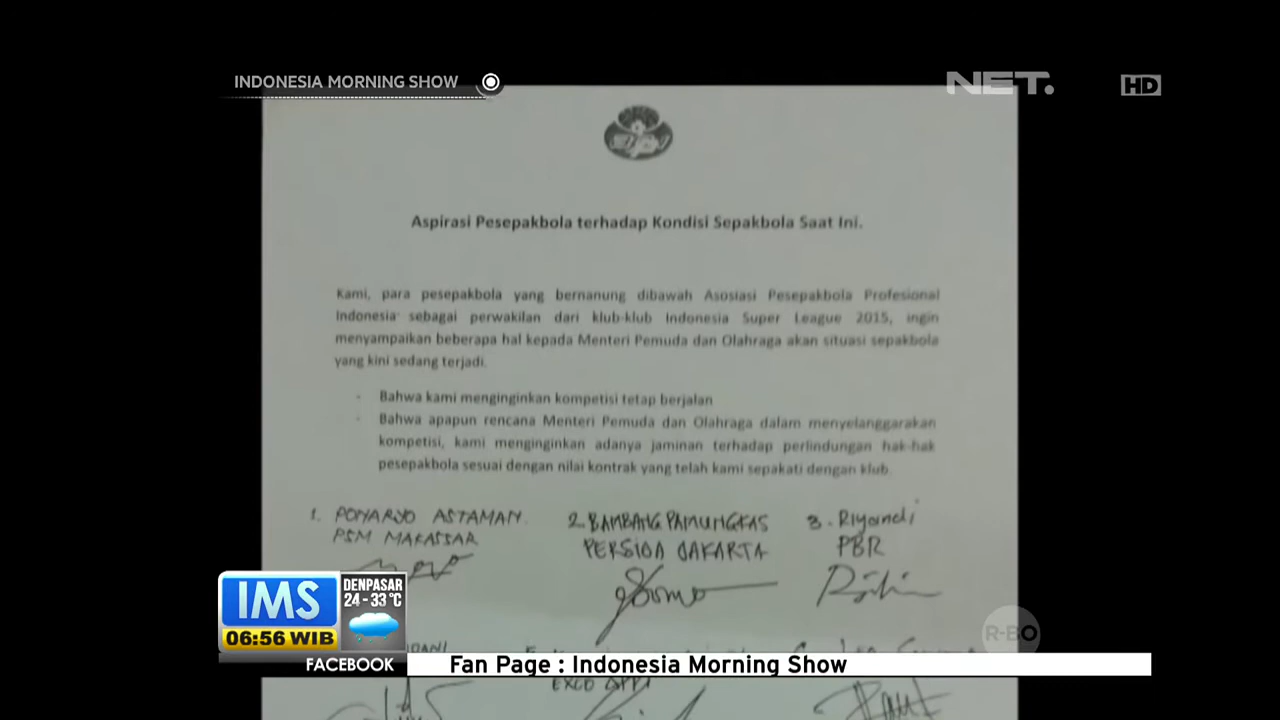 INDONESIA MORNING SHOW
NET.
HD
Aspirasi Pesepakbola terhadap Kondisi Sepakbola Saat Ini.
Kami, para pesepakbola yang bernanung dibawah Asosiasi Pesepakbola Profesional
Indonesia sebagai perwakilan dari klub-klub Indonesia Super League 2015, ingin
menyampaikan beberapa hal kepada Menteri Pemuda dan Olahraga akan situasi sepakbola
yang kini sedang terjadi.
- Bahwa kami menginginkan kompetisi tetap berjalan
- Bahwa apapun rencana Menteri Pemuda dan Olahraga dalam menyelanggarakan
kompetisi, kami menginginkan adanya jaminan terhadap perlindungan hak-hak
pesepakbola sesuai dengan nilai kontrak yang telah kami sepakati dengan klub.
1. PONARYO ASTAMAN
PSM MAKASSAR
2. BAMBANG PAMUNGKAS
PERSIJA JAKARTA
3. Riyandi
PBR
EXCO APPI
IMS
06:56 WIB
DENPASAR
24-33°C
R-BO
FACEBOOK
Fan Page : Indonesia Morning Show